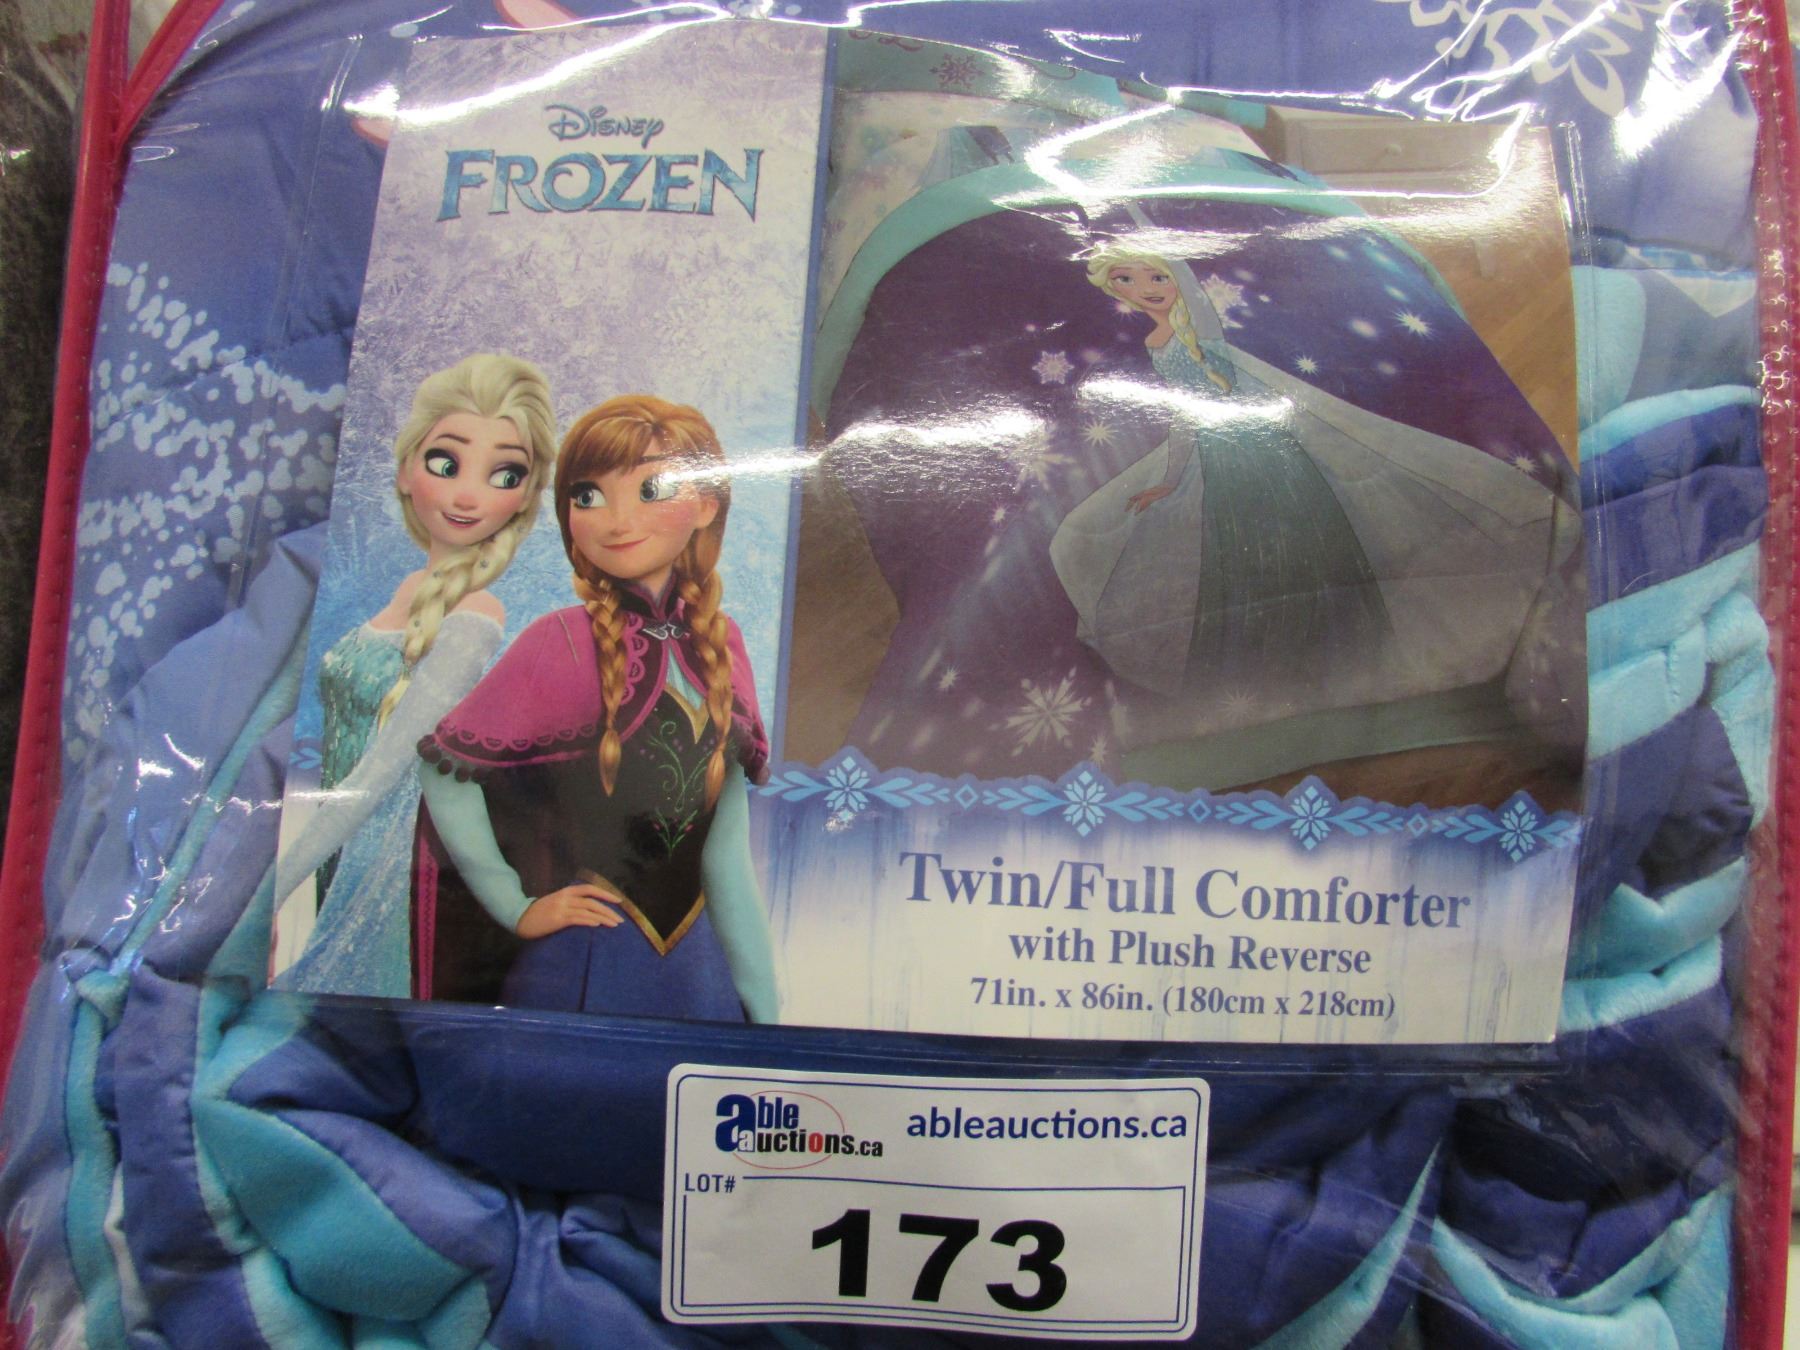 Disney
FROZEN
Twin/Full Comforter
with Plush Reverse
71in. x 86in. (180cm x 218cm)
able auctions.ca
ableauctions.ca
LOT#
173